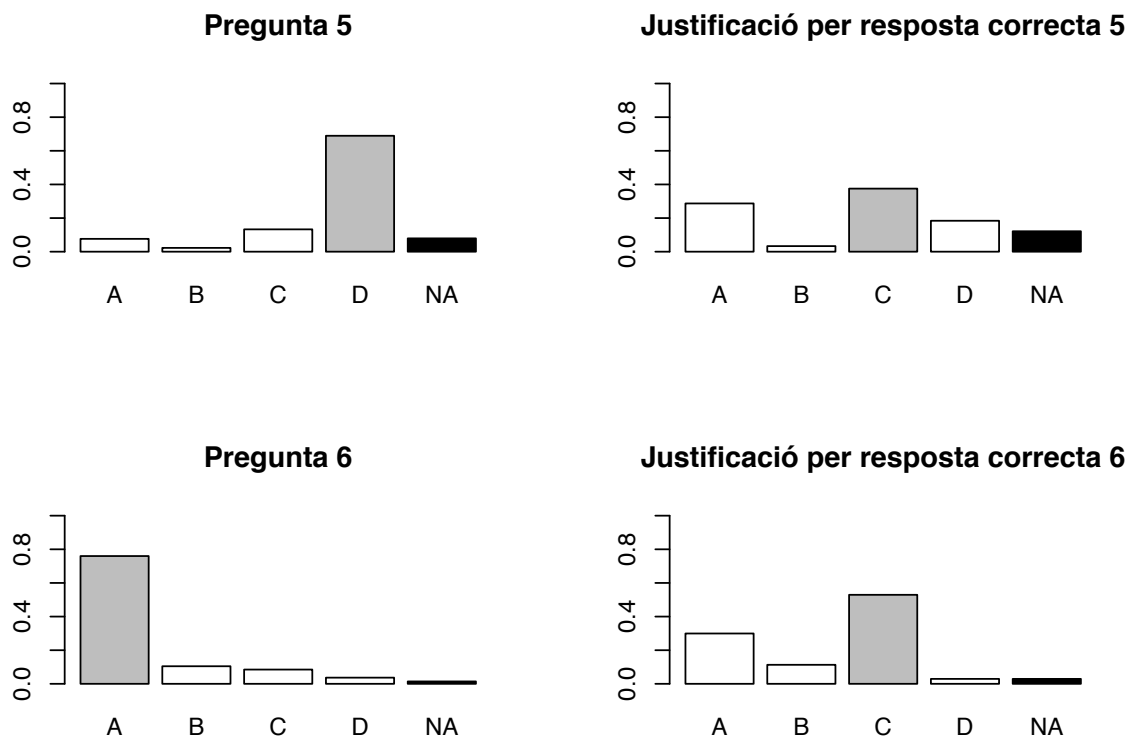 Pregunta 5
0.0 0.4 0.8
A B C D NA
Justificació per resposta correcta 5
0.0 0.4 0.8
A B C D NA
Pregunta 6
0.0 0.4 0.8
A B C D NA
Justificació per resposta correcta 6
0.0 0.4 0.8
A B C D NA